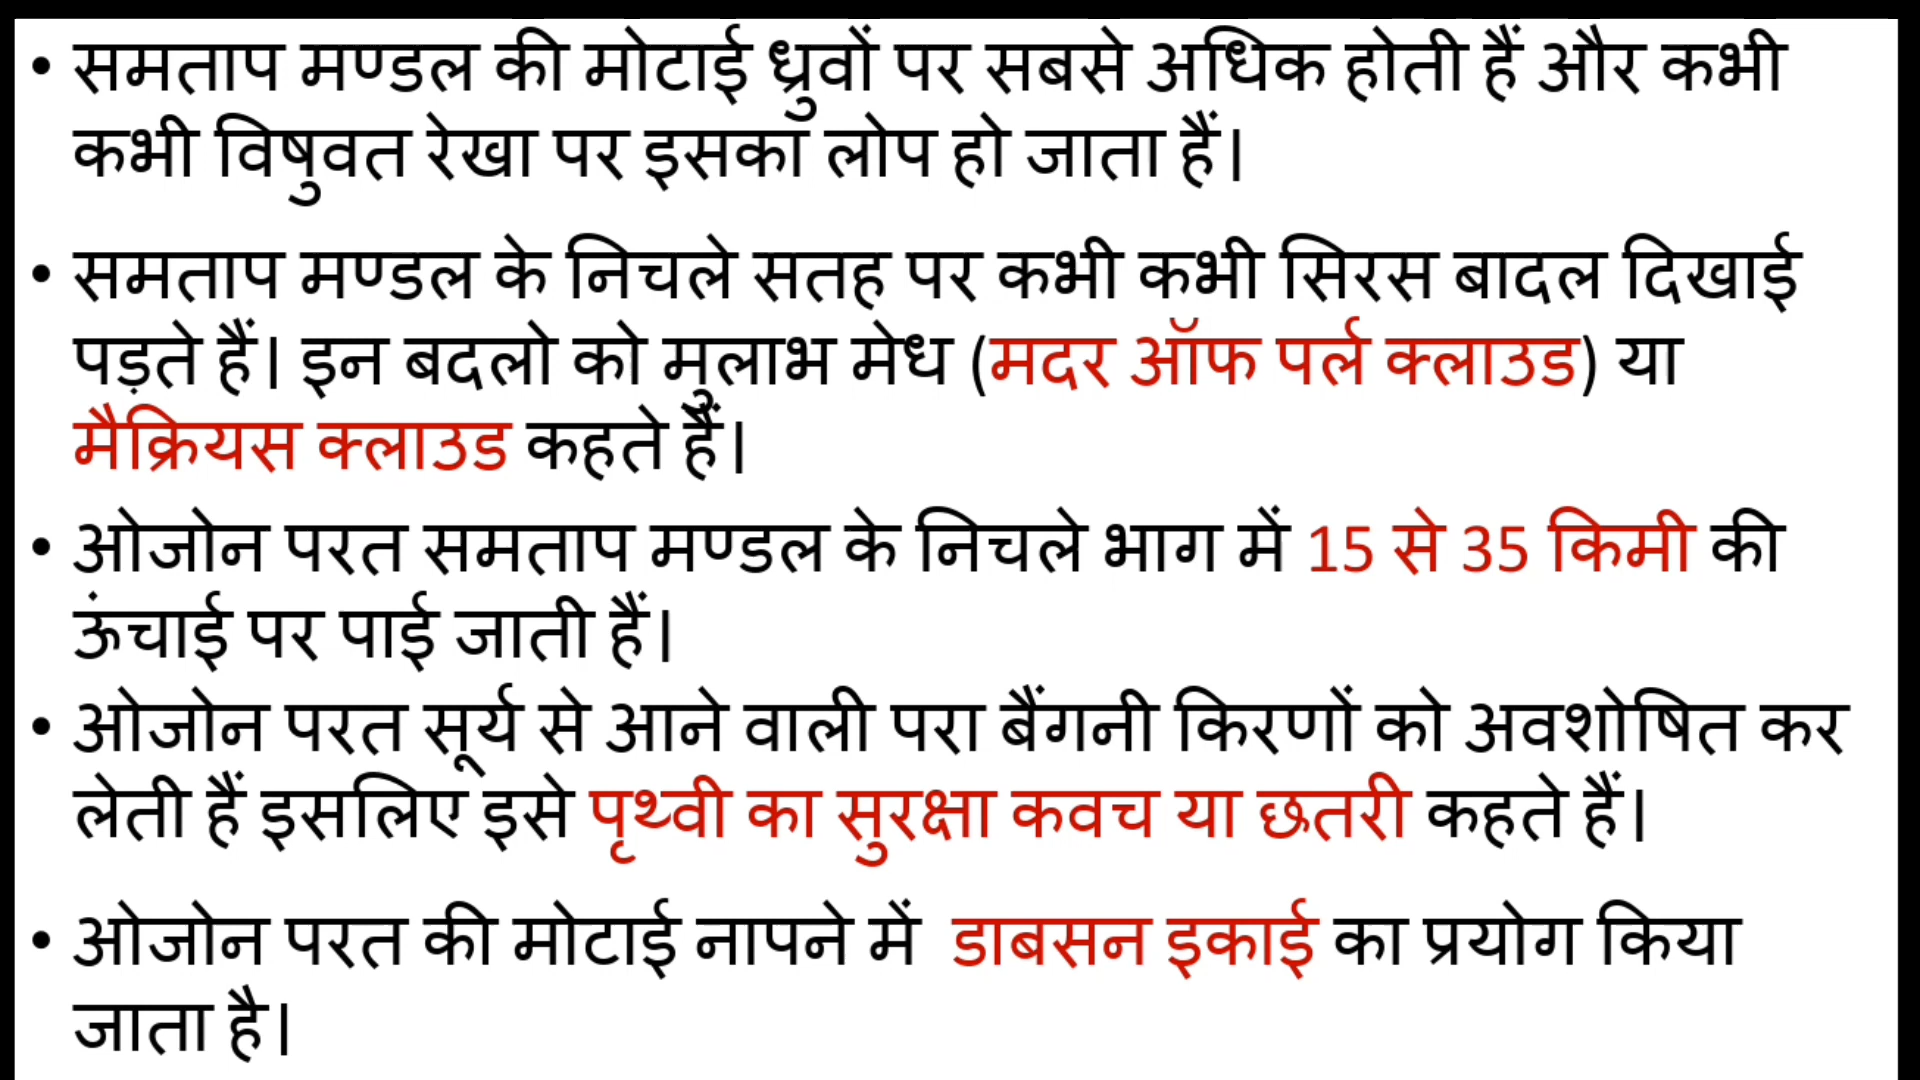 • समताप मण्डल की मोटाई ध्रुवों पर सबसे अधिक होती हैं और कभी
कभी विषुवत रेखा पर इसका लोप हो जाता हैं।
• समताप मण्डल के निचले सतह पर कभी कभी सिरस बादल दिखाई
पड़ते हैं। इन बदलो को मुलाभ मेध (मदर ऑफ पर्ल क्लाउड) या
मैक्रियस क्लाउड कहते हैं।
• ओजोन परत समताप मण्डल के निचले भाग में 15 से 35 किमी की
ऊंचाई पर पाई जाती हैं।
• ओजोन परत सूर्य से आने वाली परा बैंगनी किरणों को अवशोषित कर
लेती हैं इसलिए इसे पृथ्वी का सुरक्षा कवच या छतरी कहते हैं।
• ओजोन परत की मोटाई नापने में डाबसन इकाई का प्रयोग किया
जाता है।